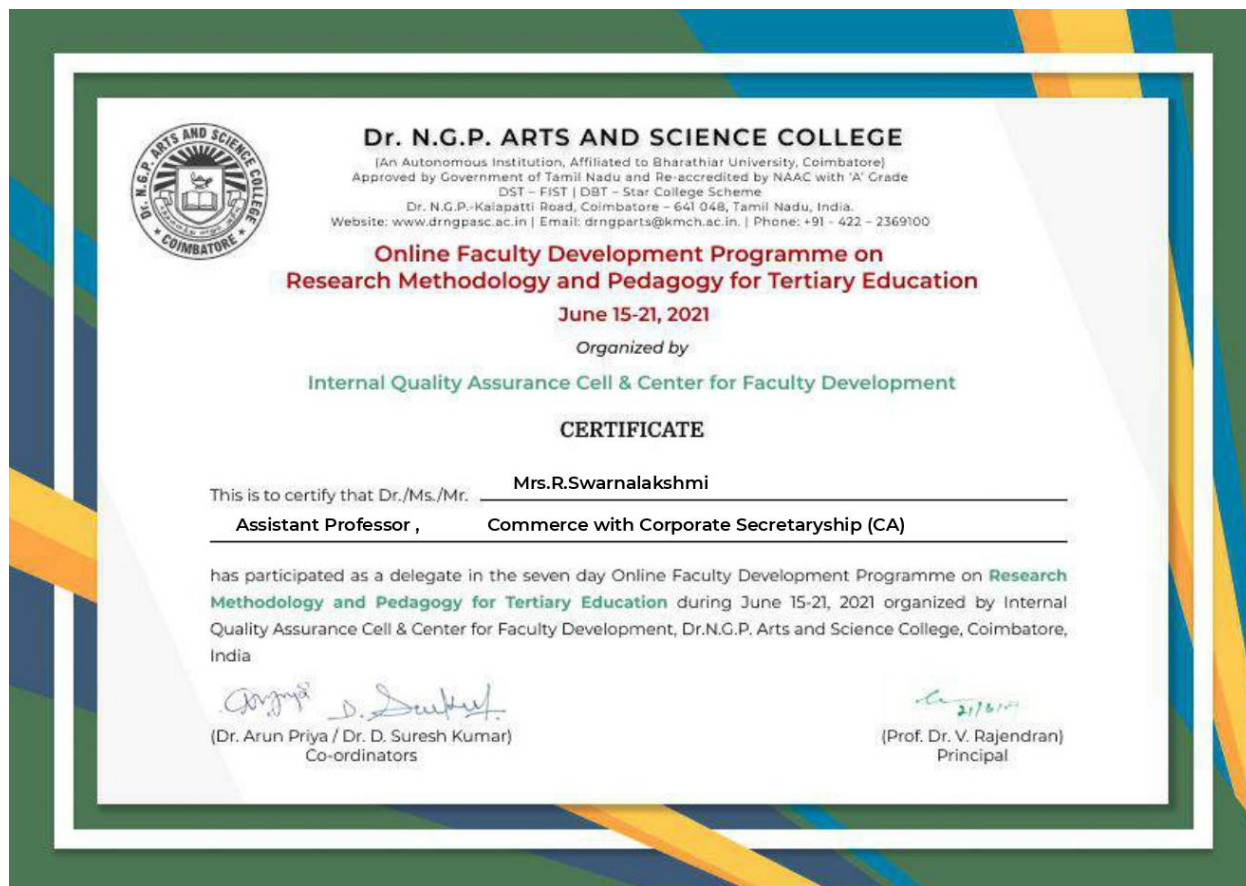 Dr. N.G.P. ARTS AND SCIENCE COLLEGE
COIMBATORE
Dr. N.G.P. ARTS AND SCIENCE COLLEGE
(An Autonomous Institution, Affiliated to Bharathiar University, Coimbatore)
Approved by Government of Tamil Nadu and Re-accredited by NAAC with 'A' Grade
DST – FIST | DBT – Star College Scheme
Dr. N.G.P.-Kalapatti Road, Coimbatore – 641 048, Tamil Nadu, India.
Website: www.drngpasc.ac.in | Email: drngparts@kmch.ac.in. | Phone: +91 - 422 – 2369100
Online Faculty Development Programme on
Research Methodology and Pedagogy for Tertiary Education
June 15-21, 2021
Organized by
Internal Quality Assurance Cell & Center for Faculty Development
CERTIFICATE
This is to certify that Dr./Ms./Mr. Mrs.R.Swarnalakshmi
Assistant Professor , Commerce with Corporate Secretaryship (CA)
has participated as a delegate in the seven day Online Faculty Development Programme on Research
Methodology and Pedagogy for Tertiary Education during June 15-21, 2021 organized by Internal
Quality Assurance Cell & Center for Faculty Development, Dr.N.G.P. Arts and Science College, Coimbatore,
India
(Dr. Arun Priya / Dr. D. Suresh Kumar)
Co-ordinators
(Prof. Dr. V. Rajendran)
Principal